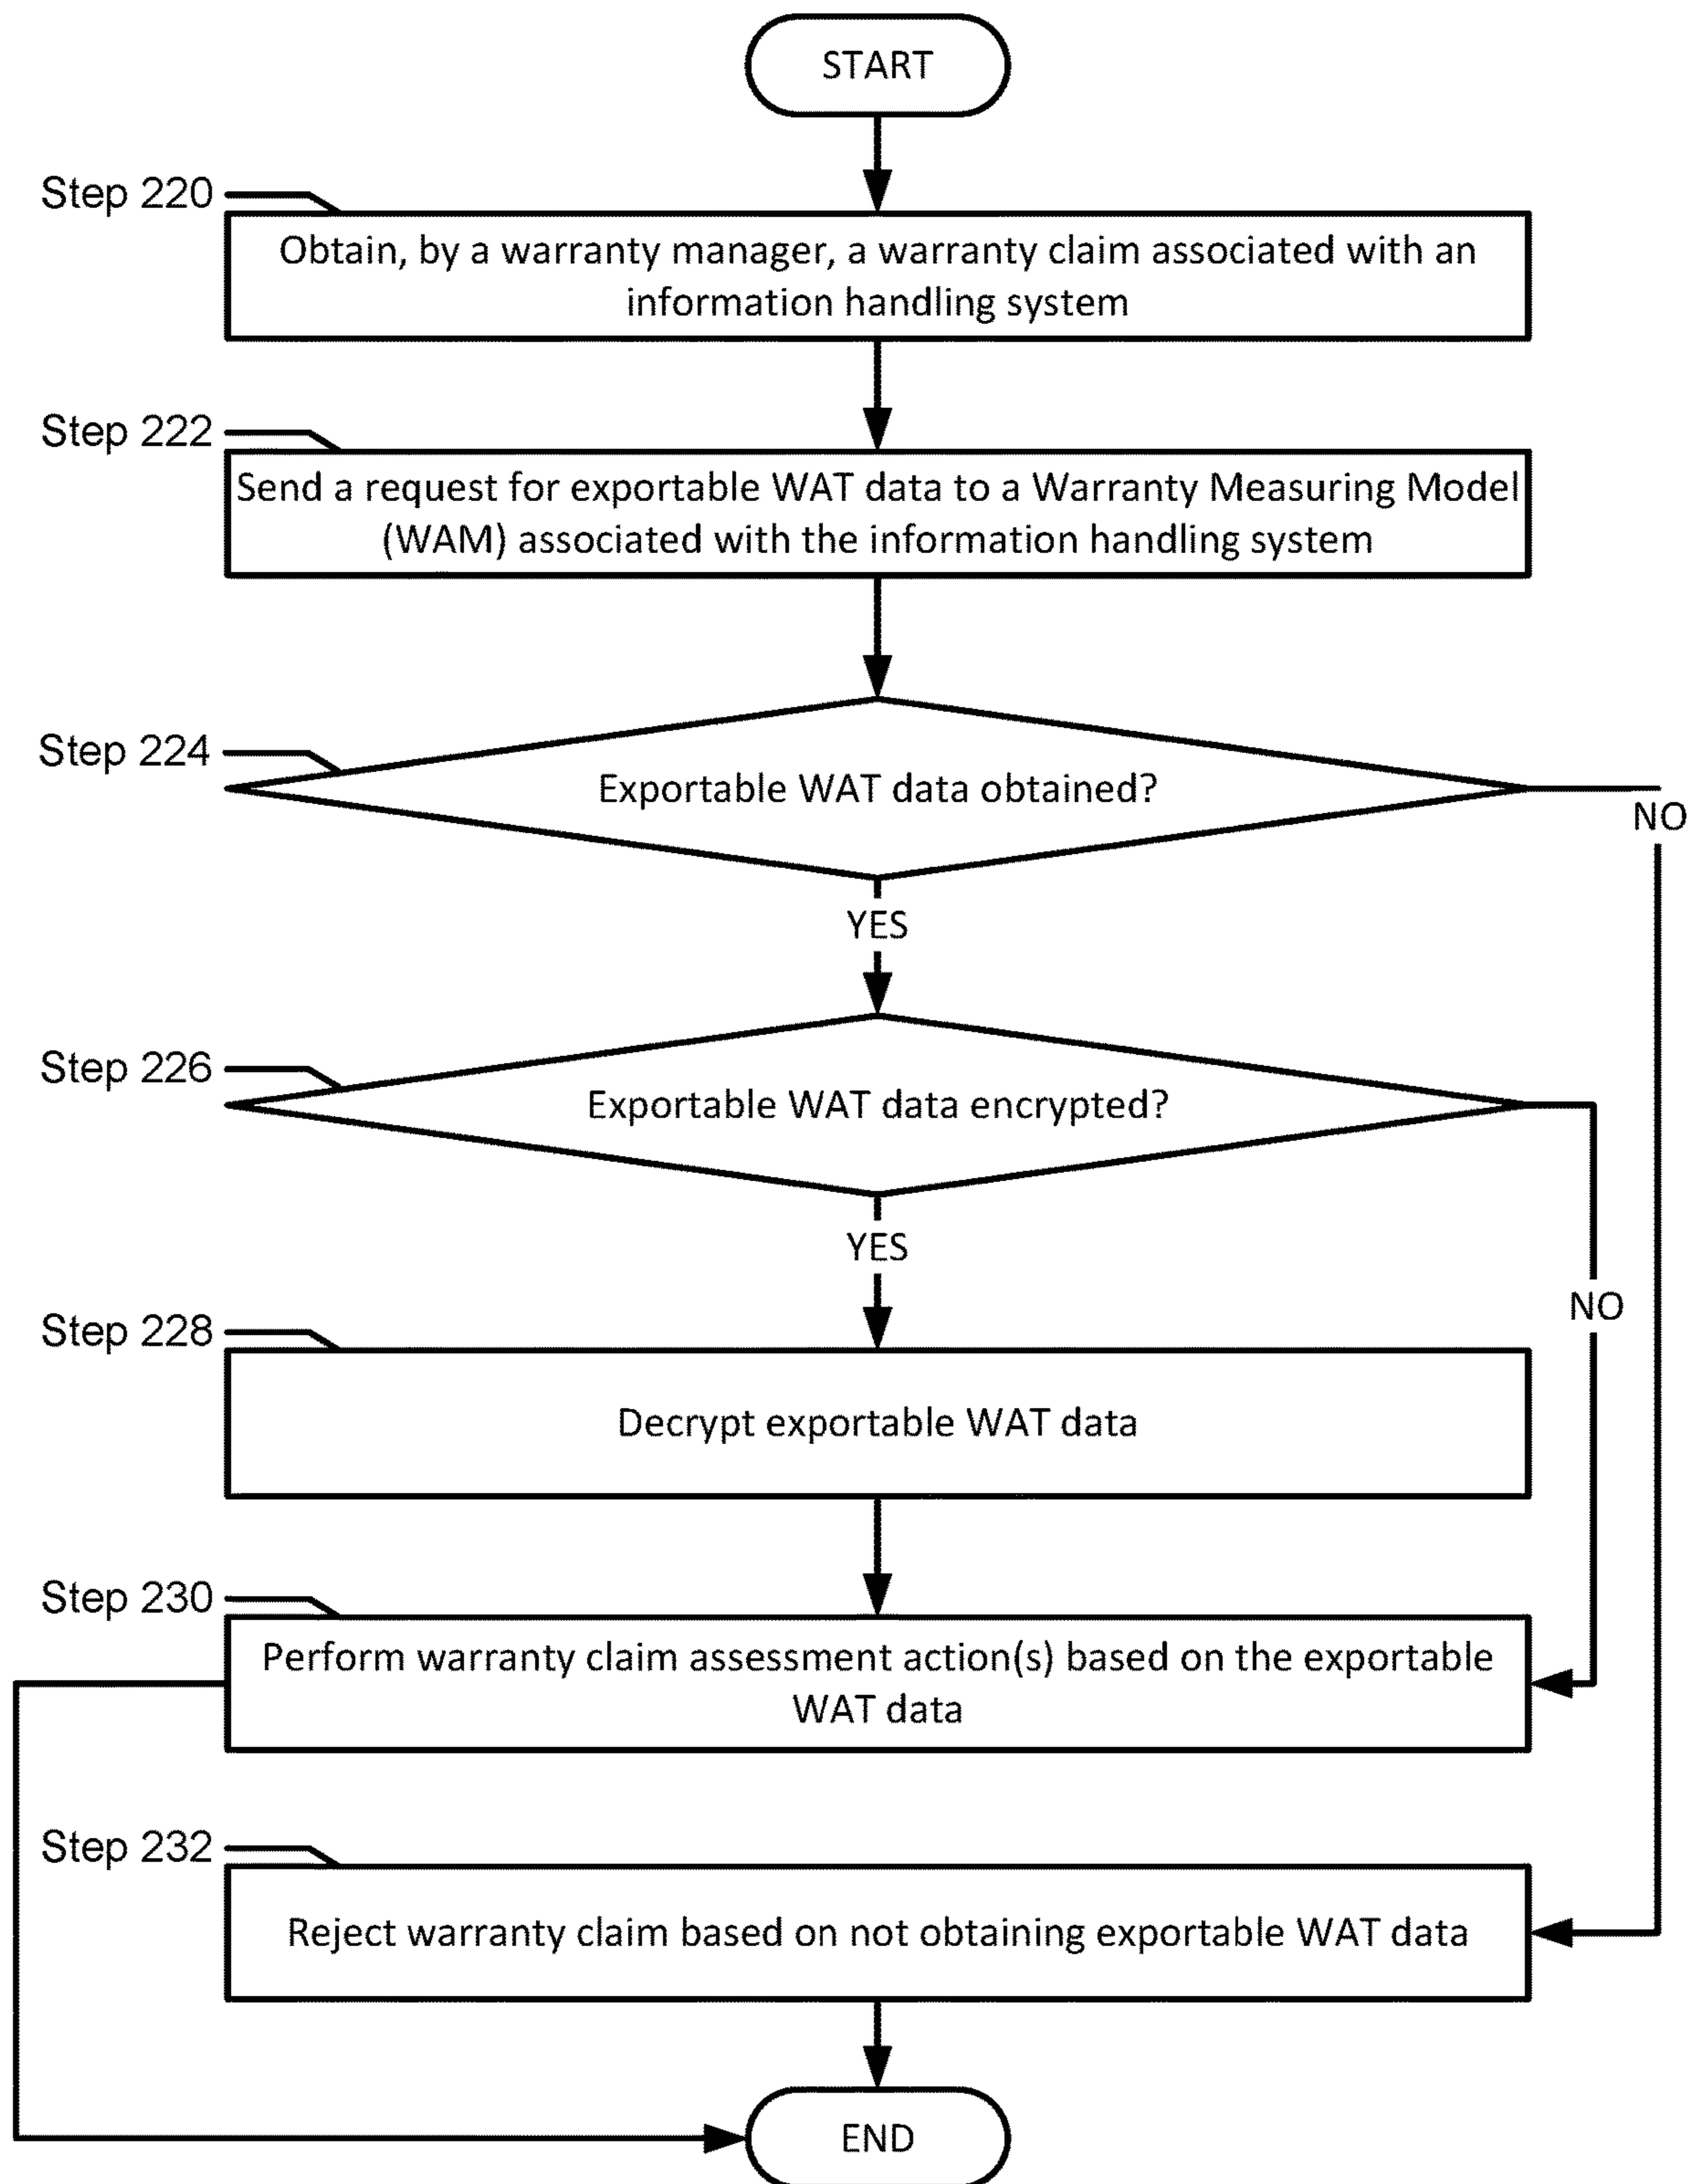 START
Step 220
Obtain, by a warranty manager, a warranty claim associated with an
information handling system
Step 222
Send a request for exportable WAT data to a Warranty Measuring Model
(WAM) associated with the information handling system
Step 224
Exportable WAT data obtained?
NO
YES
Step 226
Exportable WAT data encrypted?
YES
NO
Step 228
Decrypt exportable WAT data
Step 230
Perform warranty claim assessment action(s) based on the exportable
WAT data
Step 232
Reject warranty claim based on not obtaining exportable WAT data
END